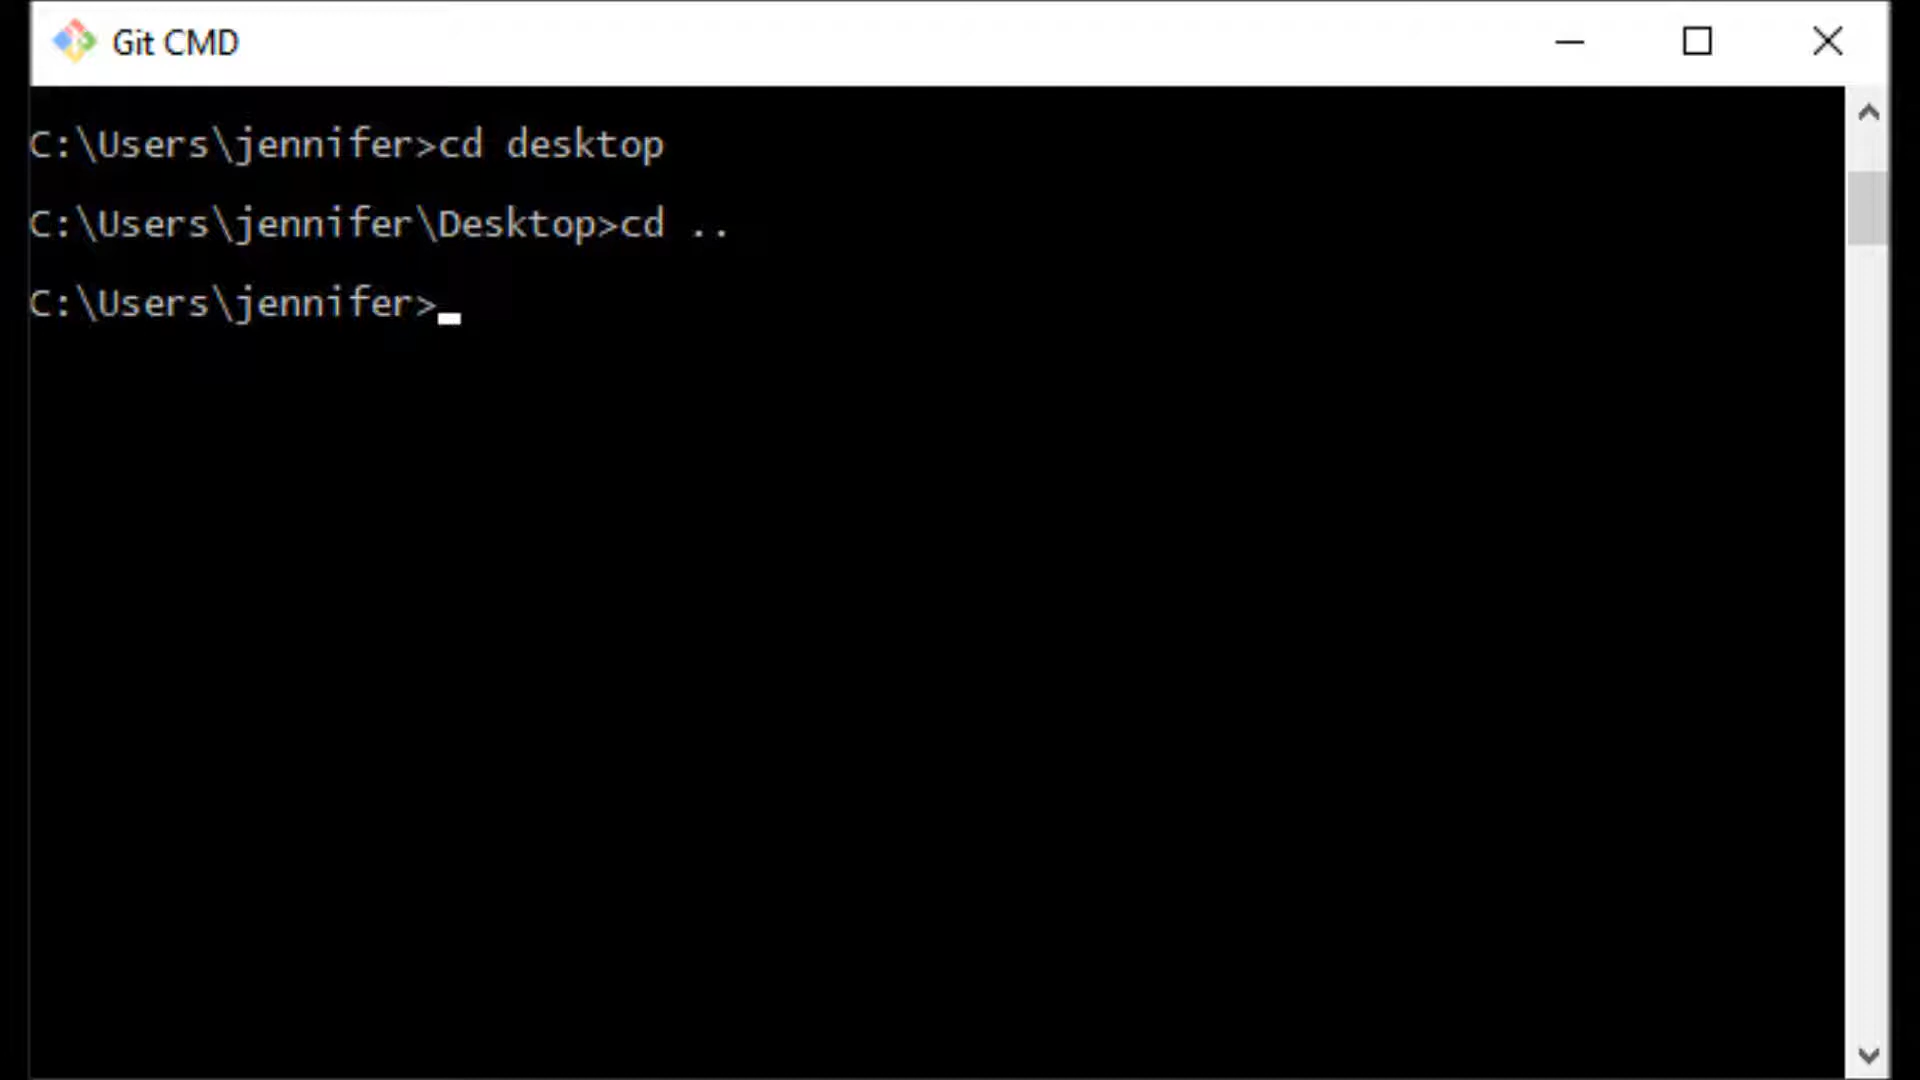 Git CMD
C:\Users\jennifer>cd desktop
C:\Users\jennifer\Desktop>cd ..
C:\Users\jennifer>